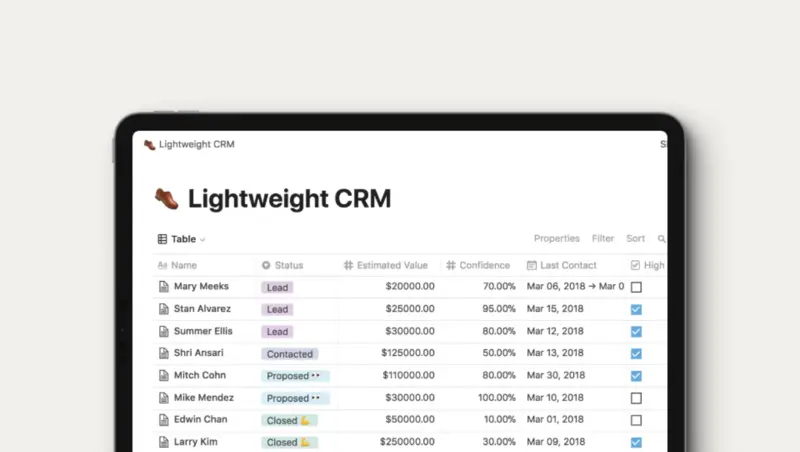 Lightweight CRM
Lightweight CRM
Table Properties Filter Sort
Aa Name Status # Estimated Value # Confidence Last Contact High
Mary Meeks Lead $20000.00 70.00% Mar 06, 2018 → Mar 0
Stan Alvarez Lead $25000.00 95.00% Mar 15, 2018
Summer Ellis Lead $30000.00 80.00% Mar 12, 2018
Shri Ansari Contacted $125000.00 50.00% Mar 13, 2018
Mitch Cohn Proposed 👀 $110000.00 80.00% Mar 30, 2018
Mike Mendez Proposed 👀 $30000.00 100.00% Mar 10, 2018
Edwin Chan Closed 💪 $50000.00 10.00% Mar 01, 2018
Larry Kim Closed 💪 $250000.00 30.00% Mar 09, 2018